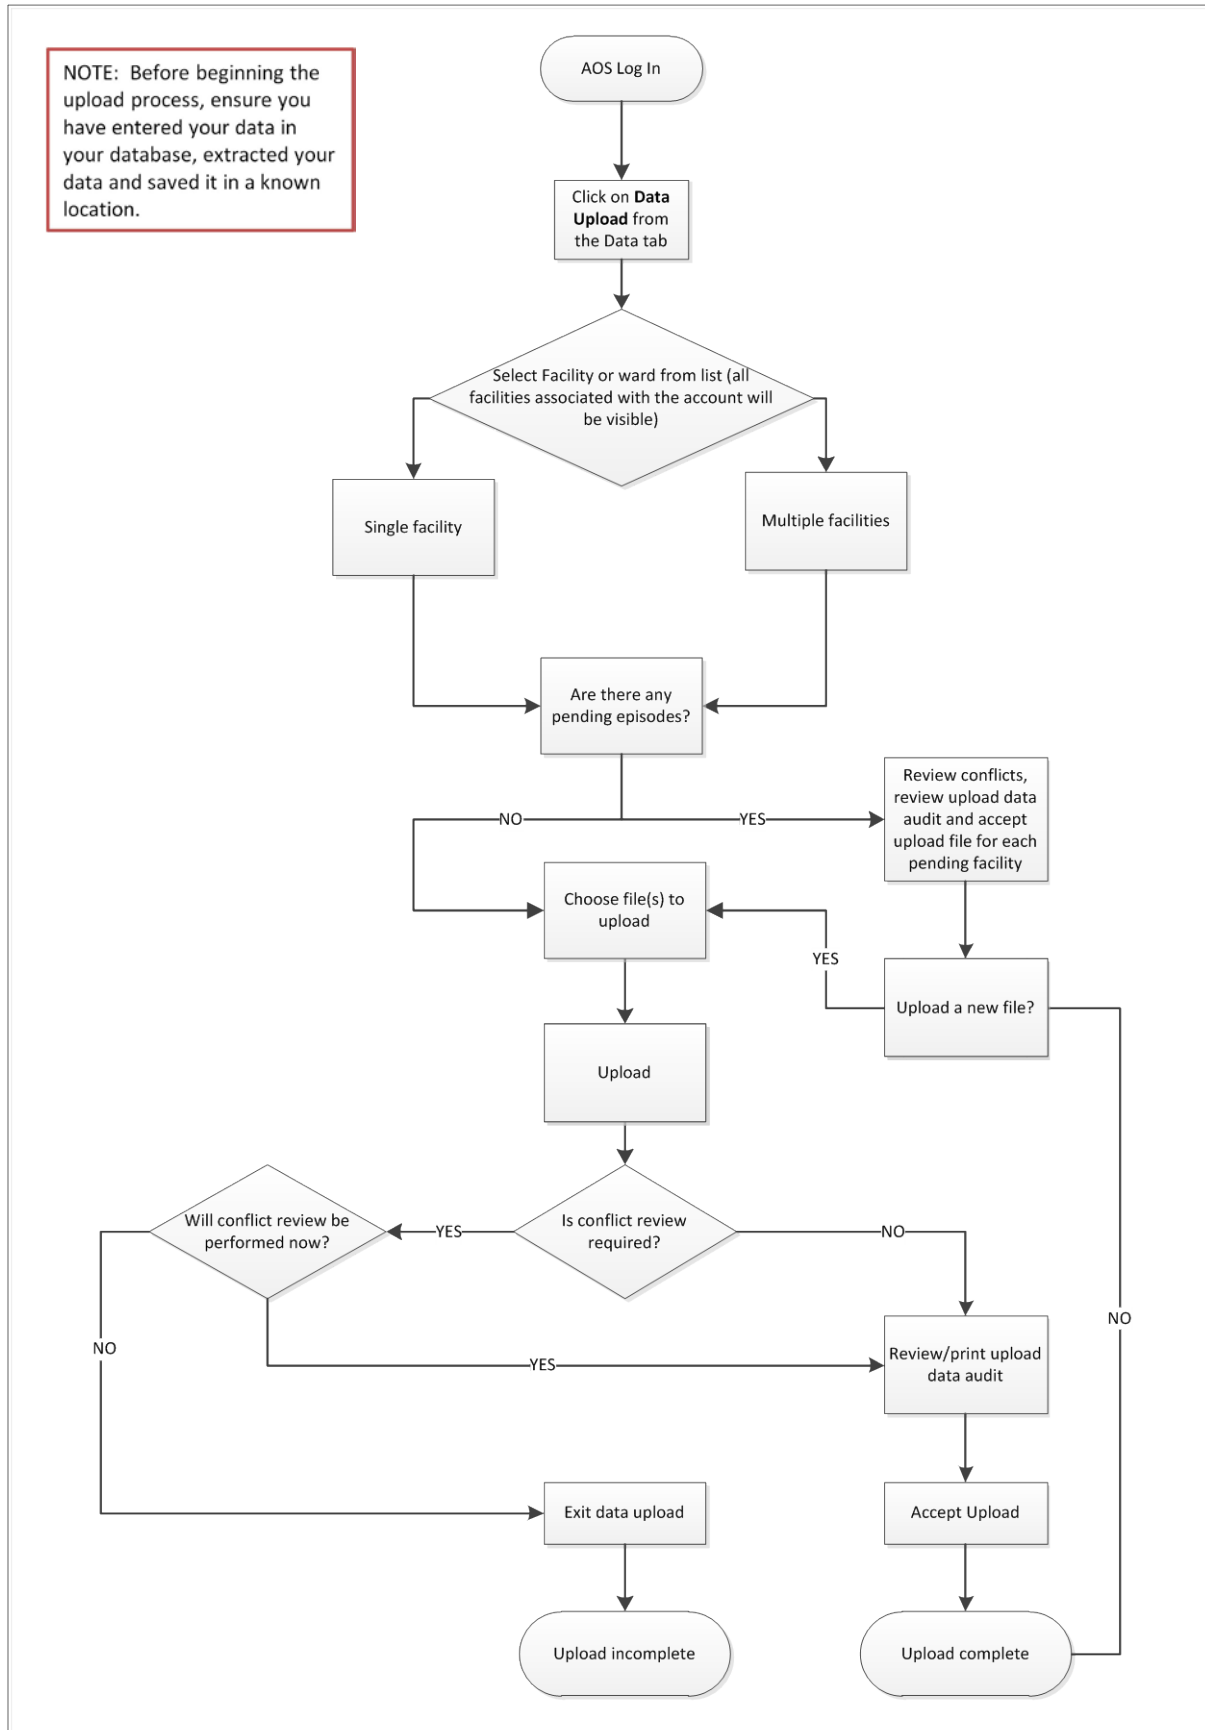 NOTE:  Before beginning the
upload process, ensure you
have entered your data in
your database, extracted your
data and saved it in a known
location.
AOS Log In
Click on Data
Upload from
the Data tab
Select Facility or ward from list (all
facilities associated with the account will
be visible)
Single facility
Multiple facilities
Are there any
pending episodes?
NO
YES
Review conflicts,
review upload data
audit and accept
upload file for each
pending facility
Choose file(s) to
upload
YES
Upload a new file?
Upload
Will conflict review be
performed now?
YES
Is conflict review
required?
NO
NO
NO
YES
Review/print upload
data audit
Exit data upload
Accept Upload
Upload incomplete
Upload complete